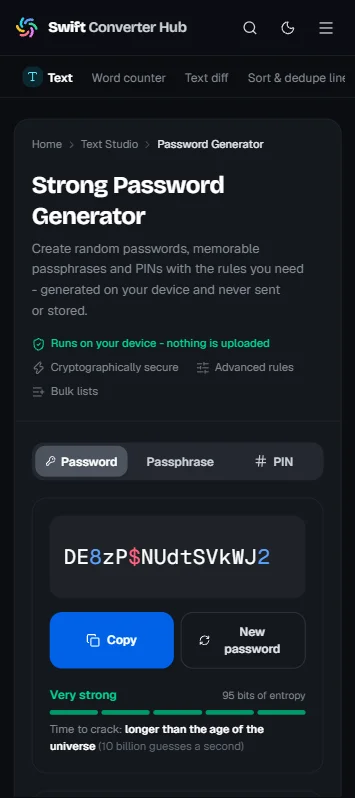 Swift Converter Hub
T Text Word counter Text diff Sort & dedupe line
Home > Text Studio > Password Generator
Strong Password
Generator
Create random passwords, memorable
passphrases and PINs with the rules you need
- generated on your device and never sent
or stored.
Runs on your device - nothing is uploaded
Cryptographically secure Advanced rules
Bulk lists
Password Passphrase # PIN
DE8zP$NUdtSVkWJ2
Copy New
password
Very strong 95 bits of entropy
Time to crack: longer than the age of the
universe (10 billion guesses a second)